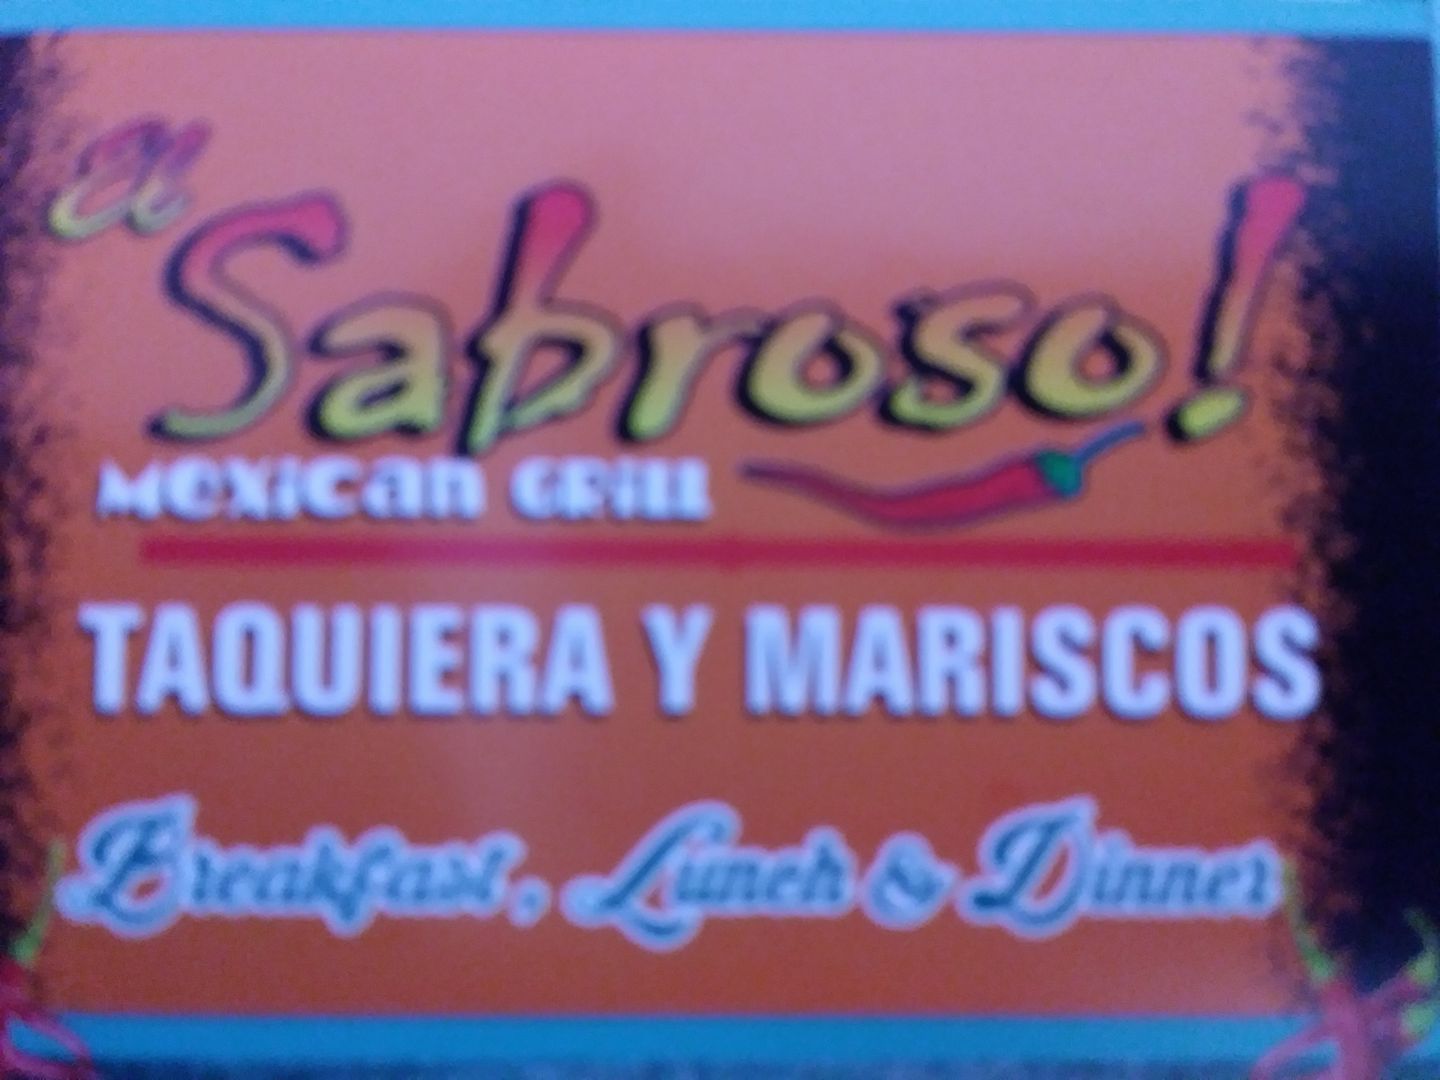 El
Sabroso!
Mexican GRILL
TAQUIERA Y MARISCOS
Breakfast, Lunch & Dinner